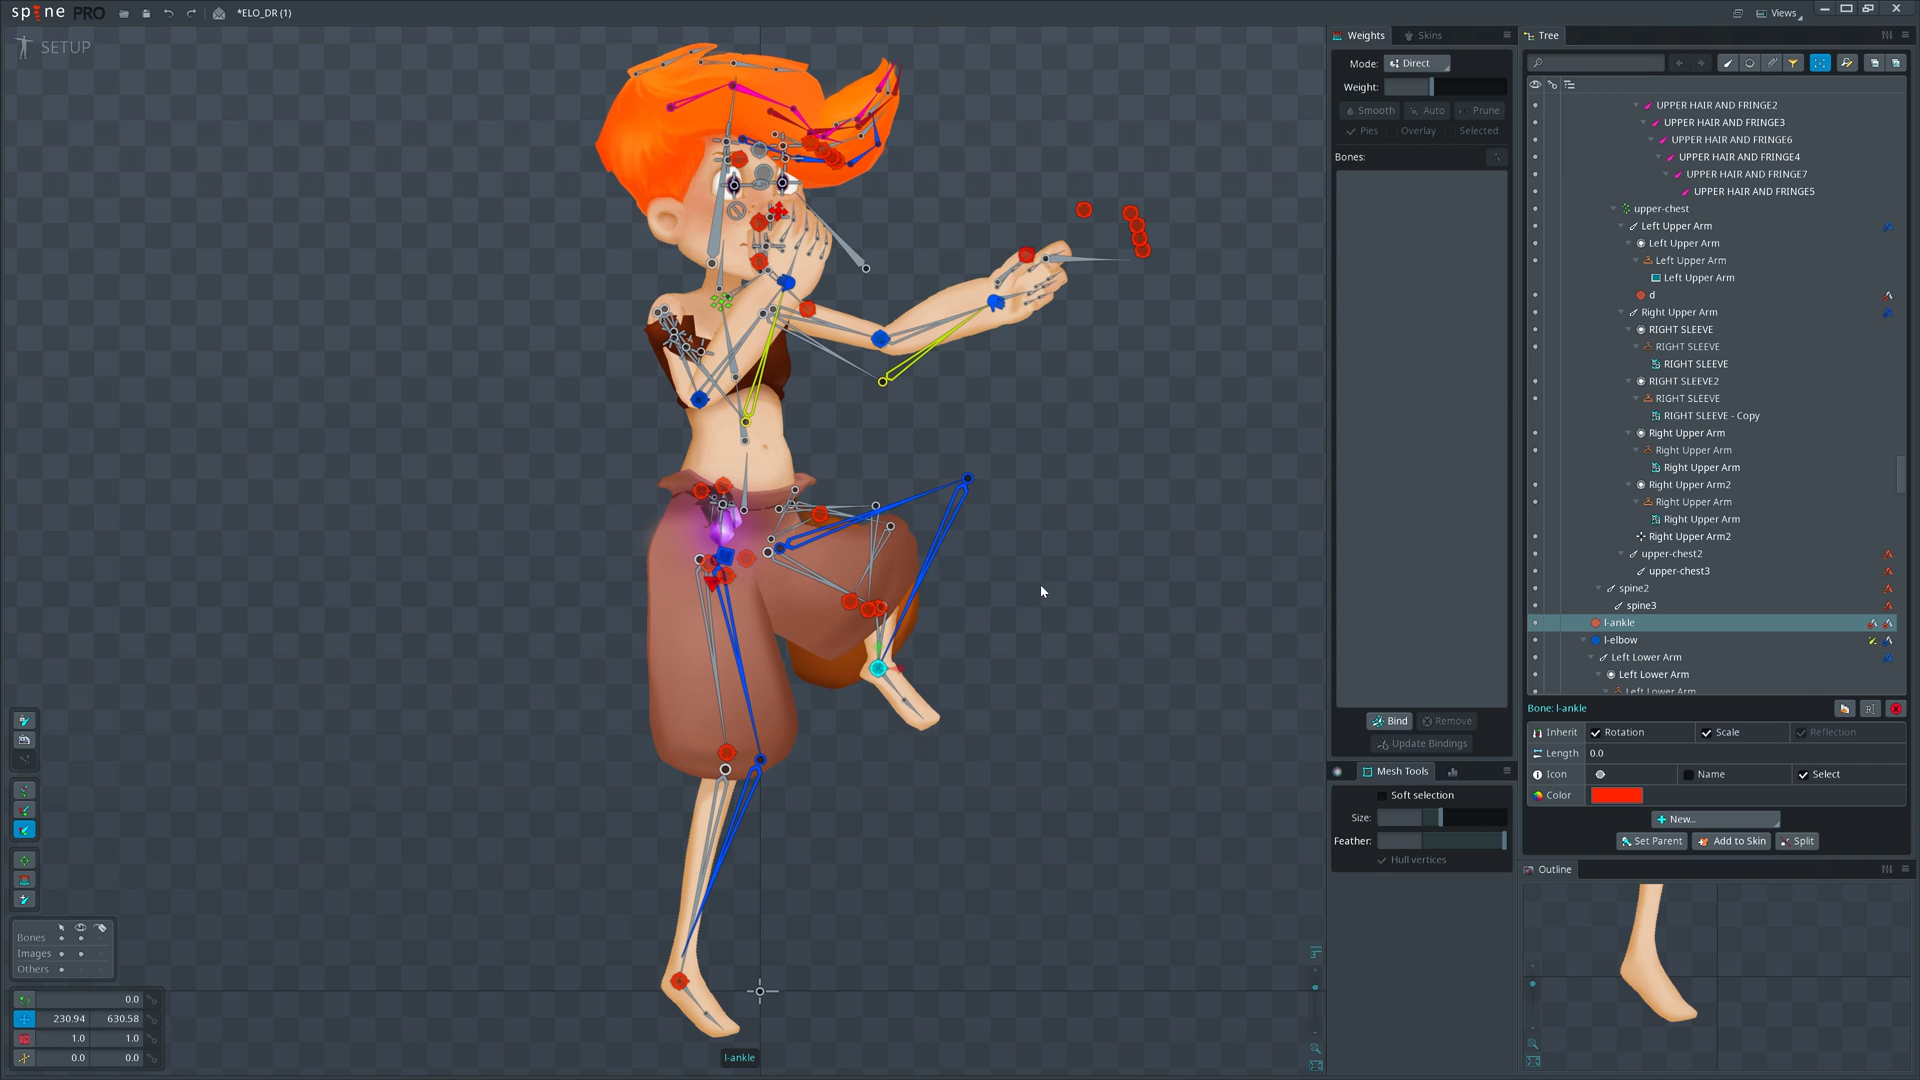 spine PRO
*ELO_DR (1)
Views
SETUP
Weights
Skins
Mode:
Direct
Weight:
Smooth
Auto
Prune
Pies
Overlay
Selected
Bones:
Bind
Remove
Update Bindings
Mesh Tools
Soft selection
Size:
Feather:
Hull vertices
Tree
UPPER HAIR AND FRINGE2
UPPER HAIR AND FRINGE3
UPPER HAIR AND FRINGE6
UPPER HAIR AND FRINGE4
UPPER HAIR AND FRINGE7
UPPER HAIR AND FRINGE5
upper-chest
Left Upper Arm
Left Upper Arm
Left Upper Arm
Left Upper Arm
d
Right Upper Arm
RIGHT SLEEVE
RIGHT SLEEVE
RIGHT SLEEVE
RIGHT SLEEVE2
RIGHT SLEEVE
RIGHT SLEEVE - Copy
Right Upper Arm
Right Upper Arm
Right Upper Arm
Right Upper Arm2
Right Upper Arm
Right Upper Arm
Right Upper Arm2
upper-chest2
upper-chest3
spine2
spine3
l-ankle
l-elbow
Left Lower Arm
Left Lower Arm
Left Lower Arm
Bone: l-ankle
Inherit
Rotation
Scale
Reflection
Length
0.0
Icon
Name
Select
Color
New...
Set Parent
Add to Skin
Split
Outline
Bones
Images
Others
0.0
230.94
630.58
1.0
1.0
0.0
0.0
l-ankle